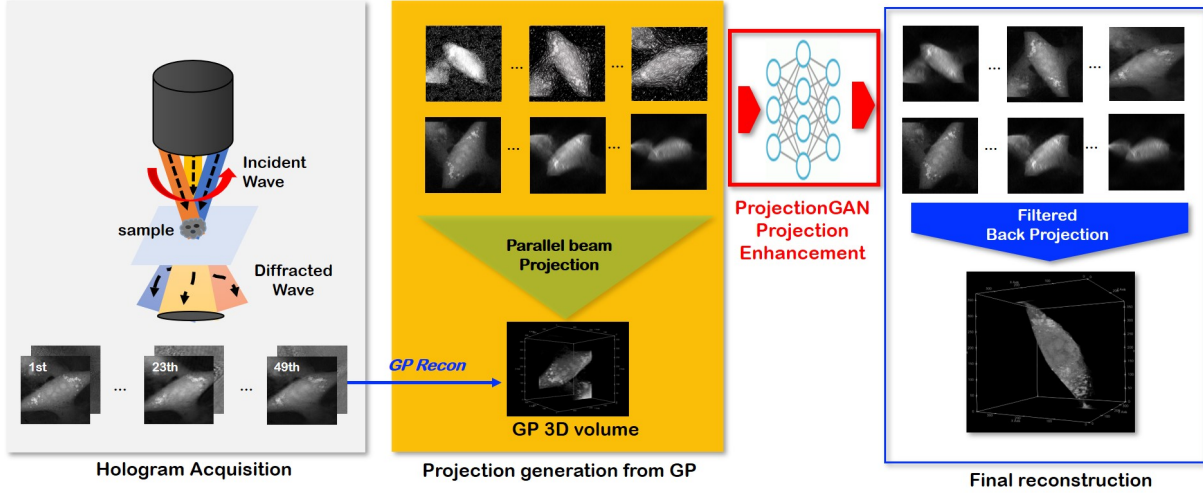 Incident
Wave
sample
Diffracted
Wave
1st
...
23th
...
49th
Hologram Acquisition
GP Recon
... ...
... ...
Parallel beam
Projection
GP 3D volume
Projection generation from GP
ProjectionGAN
Projection
Enhancement
... ...
... ...
Filtered
Back Projection
Final reconstruction